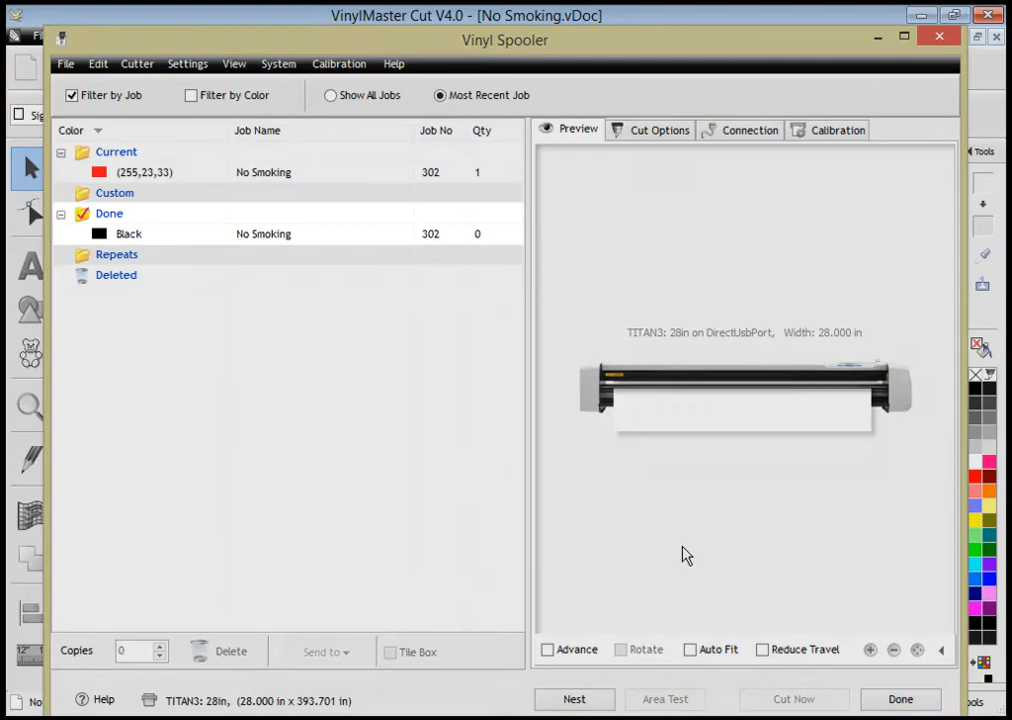 VinylMaster Cut V4.0 - [No Smoking.vDoc]
Vinyl Spooler
File Edit Cutter Settings View System Calibration Help
Filter by Job Filter by Color Show All Jobs Most Recent Job
Color Job Name Job No Qty
Preview Cut Options Connection Calibration
Current
(255,23,33) No Smoking 302 1
Custom
Done
Black No Smoking 302 0
Repeats
Deleted
TITAN3: 28in on DirectUsbPort, Width: 28.000 in
Tools
Copies 0 Delete Send to Tile Box
Advance Rotate Auto Fit Reduce Travel
Help TITAN3: 28in, (28.000 in x 393.701 in)
Nest Area Test Cut Now Done
12"
No